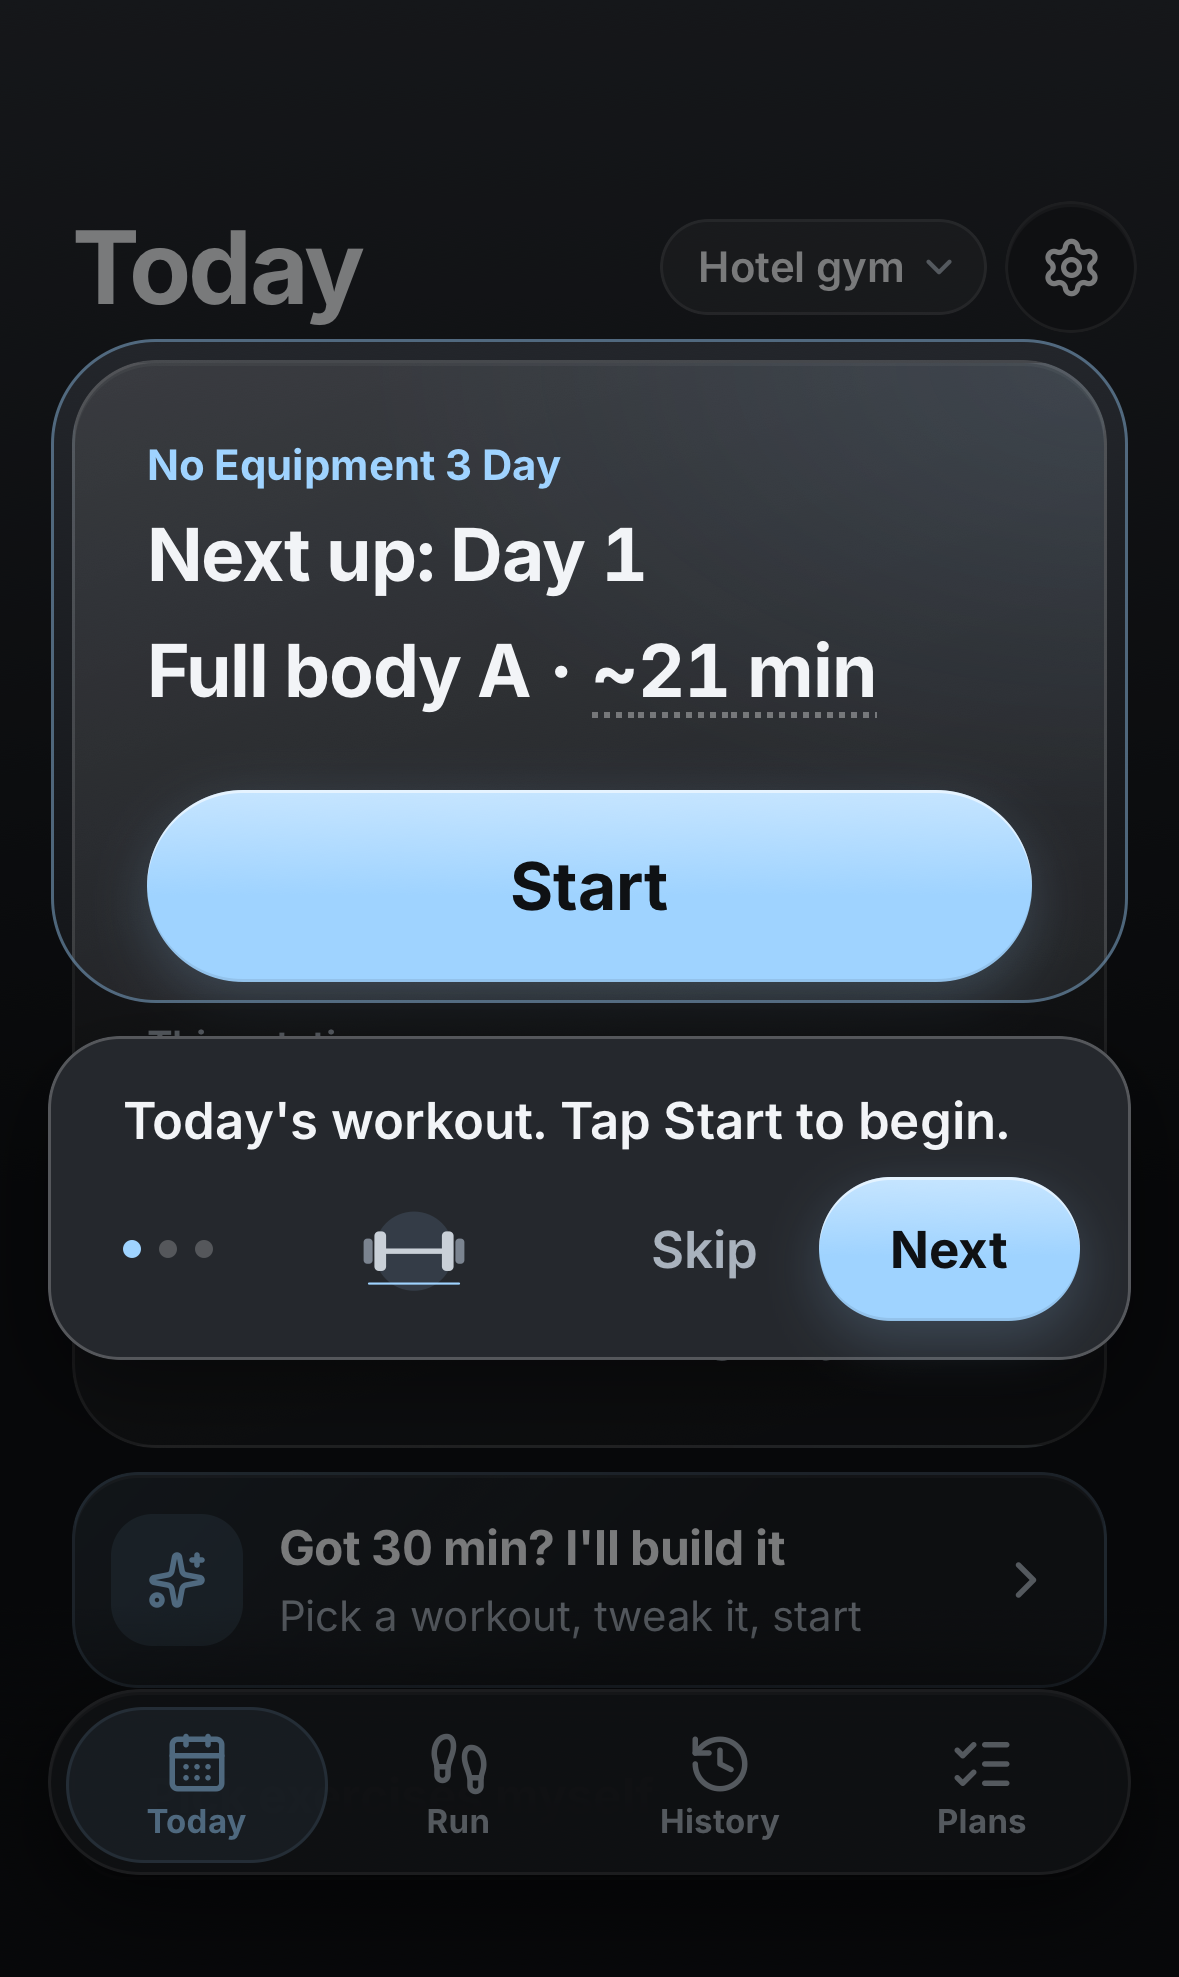 Today
Hotel gym
No Equipment 3 Day
Next up: Day 1
Full body A · ~21 min
Start
Today's workout. Tap Start to begin.
Skip
Next
Got 30 min? I'll build it
Pick a workout, tweak it, start
Today
Run
History
Plans